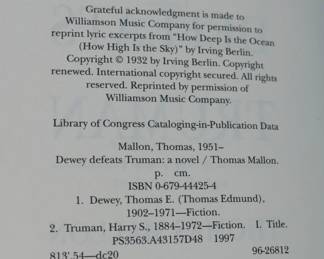 Grateful acknowledgment is made to
Williamson Music Company for permission to
reprint lyric excerpts from "How Deep Is the Ocean
(How High Is the Sky)" by Irving Berlin.
Copyright © 1932 by Irving Berlin. Copyright
renewed. International copyright secured. All rights
reserved. Reprinted by permission of
Williamson Music Company.
Library of Congress Cataloging-in-Publication Data
Mallon, Thomas, 1951–
Dewey defeats Truman: a novel / Thomas Mallon.
p. cm.
ISBN 0-679-44425-4
1. Dewey, Thomas E. (Thomas Edmund),
1902–1971—Fiction.
2. Truman, Harry S., 1884–1972—Fiction. I. Title.
PS3563.A43157D48 1997
813'.54—dc20 96-26812